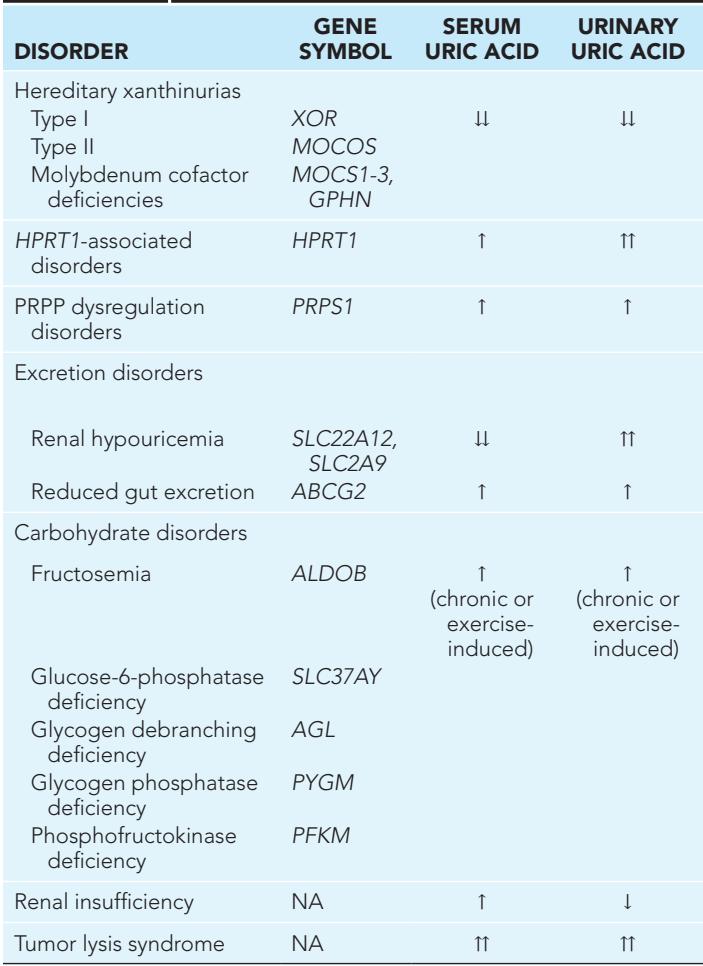 DISORDER GENE SYMBOL SERUM URIC ACID URINARY URIC ACID
Hereditary xanthinurias
Type I XOR ⇊ ⇊
Type II MOCOS
Molybdenum cofactor MOCS1-3,
deficiencies GPHN
HPRT1-associated HPRT1 ↑ ⇈
disorders
PRPP dysregulation PRPS1 ↑ ↑
disorders
Excretion disorders
Renal hypouricemia SLC22A12, ⇊ ⇈
SLC2A9
Reduced gut excretion ABCG2 ↑ ↑
Carbohydrate disorders
Fructosemia ALDOB ↑ ↑
(chronic or (chronic or
exercise- exercise-
induced) induced)
Glucose-6-phosphatase SLC37AY
deficiency
Glycogen debranching AGL
deficiency
Glycogen phosphatase PYGM
deficiency
Phosphofructokinase PFKM
deficiency
Renal insufficiency NA ↑ ↓
Tumor lysis syndrome NA ⇈ ⇈